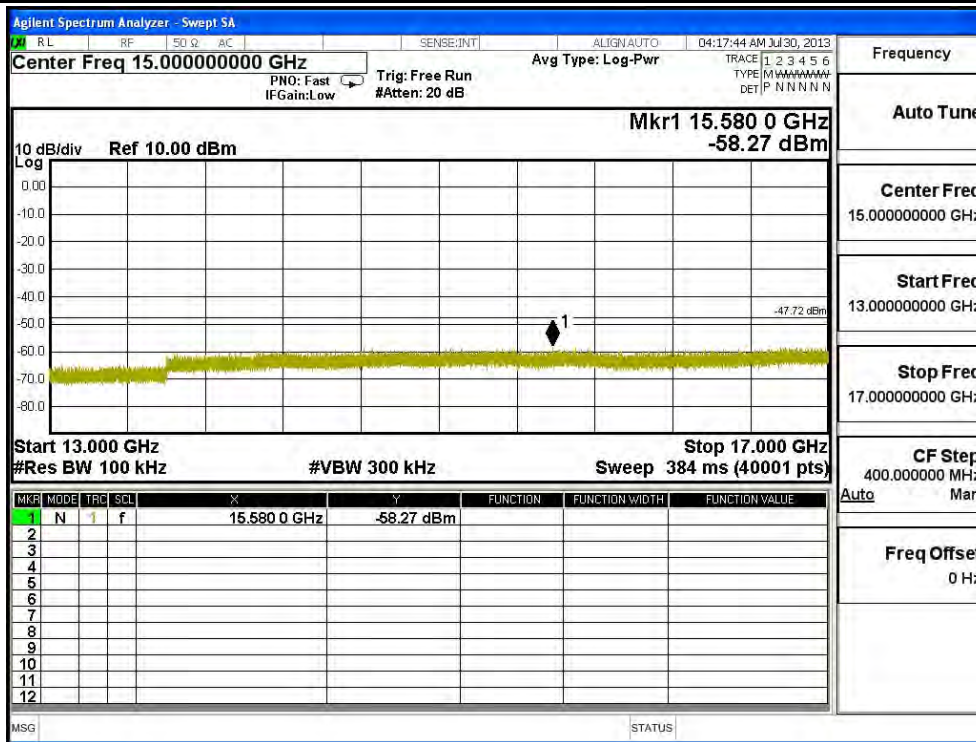 Agilent Spectrum Analyzer - Swept SA
RL RF 50 Ω AC SENSE:INT ALIGN AUTO 04:17:44 AM Jul 30, 2013
Center Freq 15.000000000 GHz
PNO: Fast
IFGain:Low
Trig: Free Run
#Atten: 20 dB
Avg Type: Log-Pwr
TRACE 1 2 3 4 5 6
TYPE M W W W W W
DET P N N N N N
Mkr1 15.580 0 GHz
-58.27 dBm
10 dB/div Ref 10.00 dBm
Log
0.00
-10.0
-20.0
-30.0
-40.0
-47.72 dBm
-50.0
1
-60.0
-70.0
-80.0
Start 13.000 GHz Stop 17.000 GHz
#Res BW 100 kHz #VBW 300 kHz Sweep 384 ms (40001 pts)
MKR MODE TRC SCL X Y FUNCTION FUNCTION WIDTH FUNCTION VALUE
1 N 1 f 15.580 0 GHz -58.27 dBm
2
3
4
5
6
7
8
9
10
11
12
MSG STATUS
Frequency
Auto Tune
Center Freq
15.000000000 GHz
Start Freq
13.000000000 GHz
Stop Freq
17.000000000 GHz
CF Step
400.000000 MHz
Auto Man
Freq Offset
0 Hz